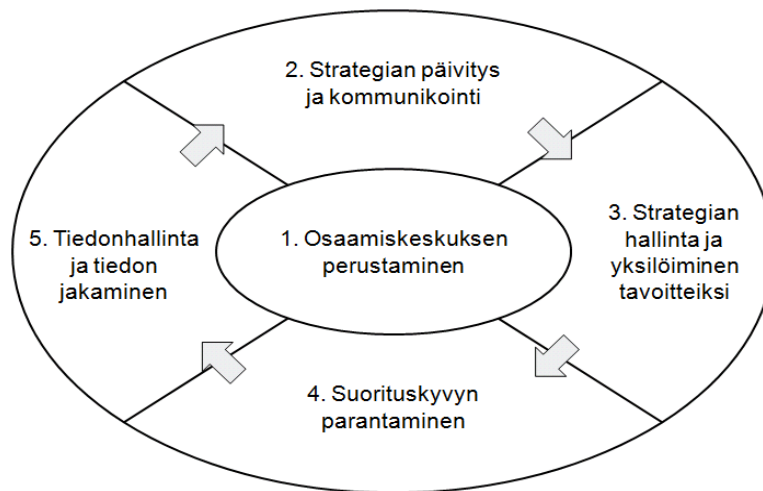 2. Strategian päivitys
ja kommunikointi
5. Tiedonhallinta
ja tiedon
jakaminen
1. Osaamiskeskuksen
perustaminen
3. Strategian
hallinta ja
yksilöiminen
tavoitteiksi
4. Suorituskyvyn
parantaminen